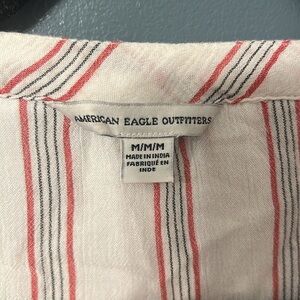 AMERICAN EAGLE OUTFITTERS
M/M/M
MADE IN INDIA
FABRIQUÉ EN
INDE